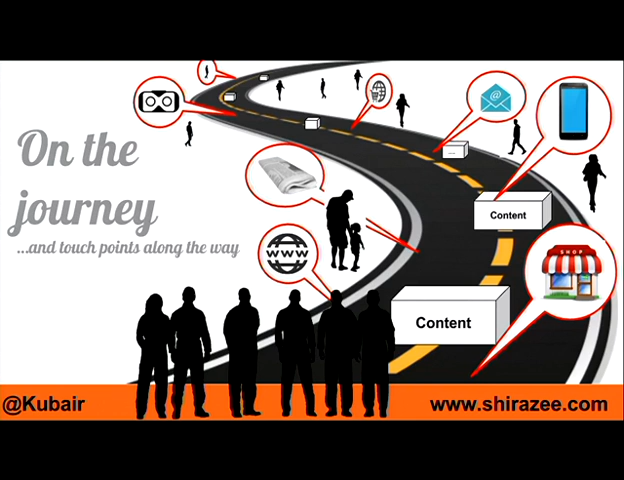 On the
journey
...and touch points along the way
@
Content
WWW
SHOP
Content
@Kubair
www.shirazee.com